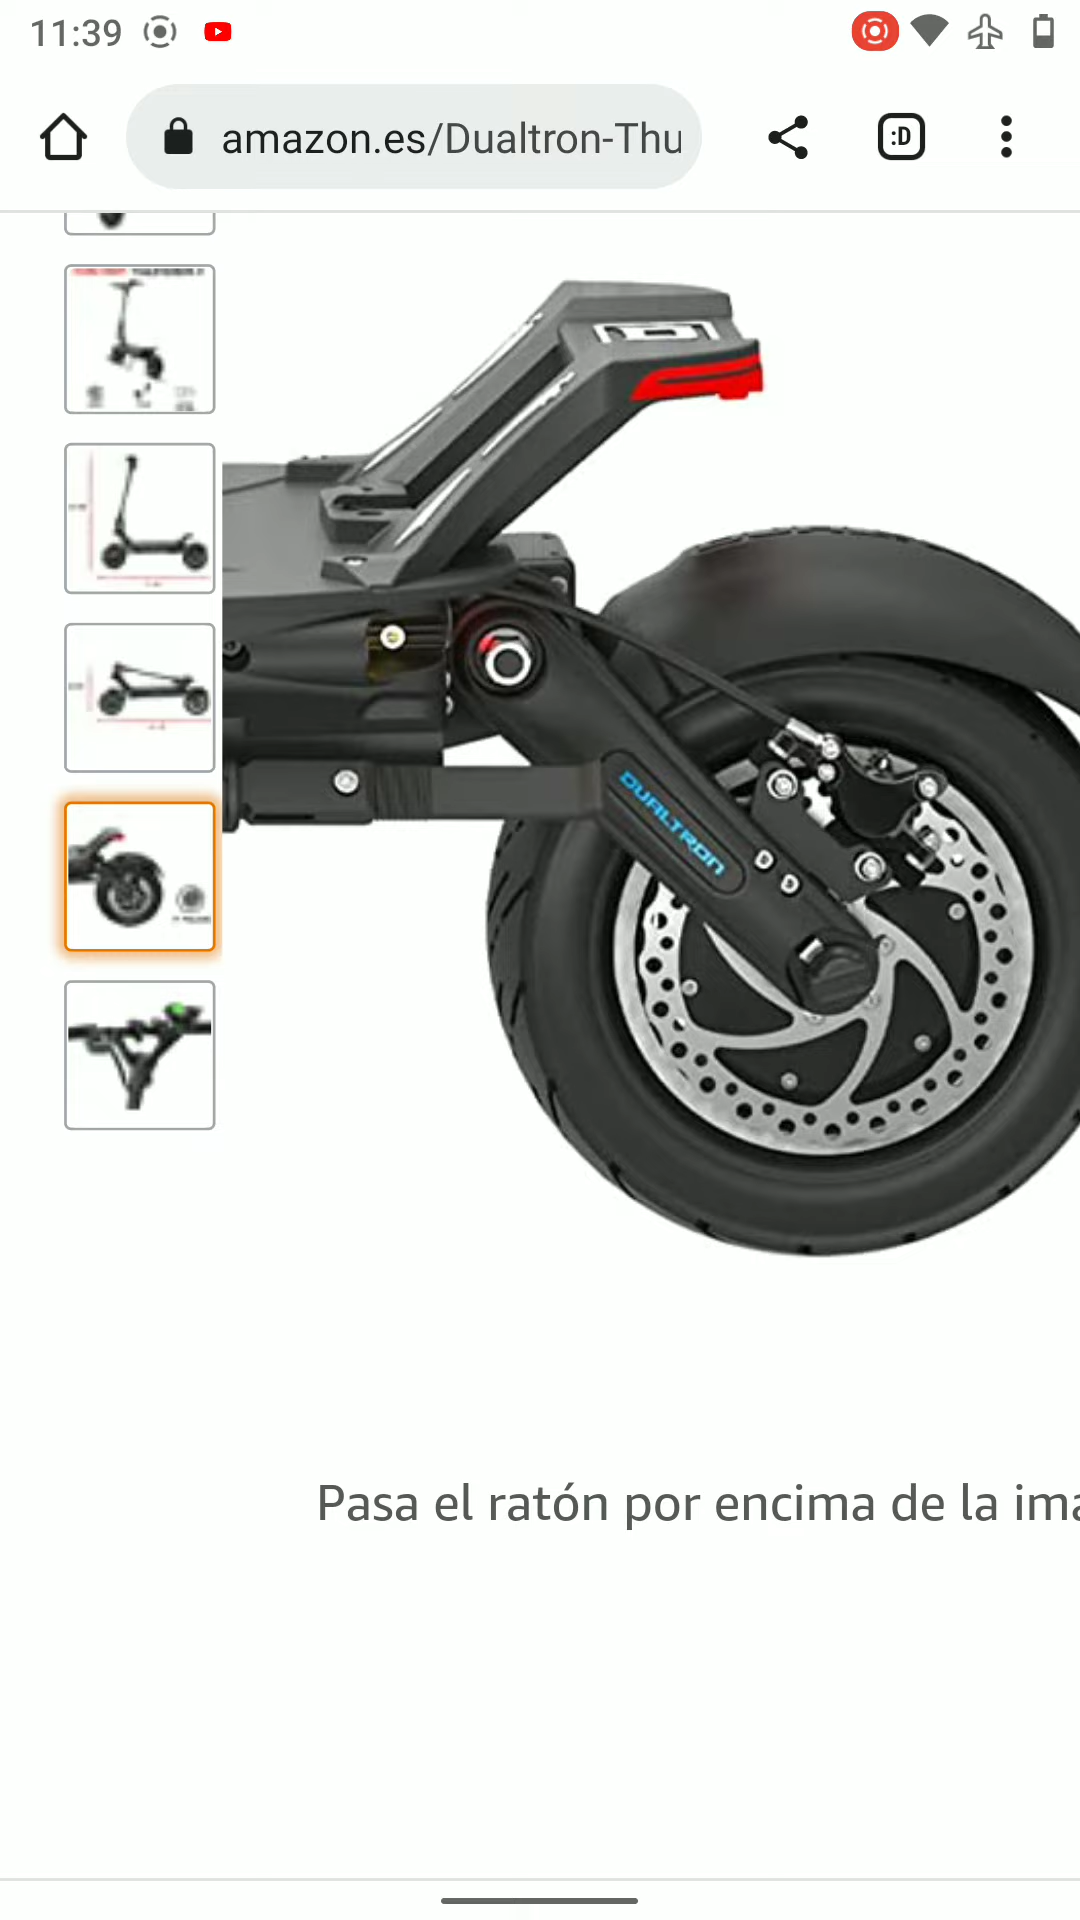 11:39
amazon.es/Dualtron-Thu
:D
DUALTRON
Pasa el ratón por encima de la ima